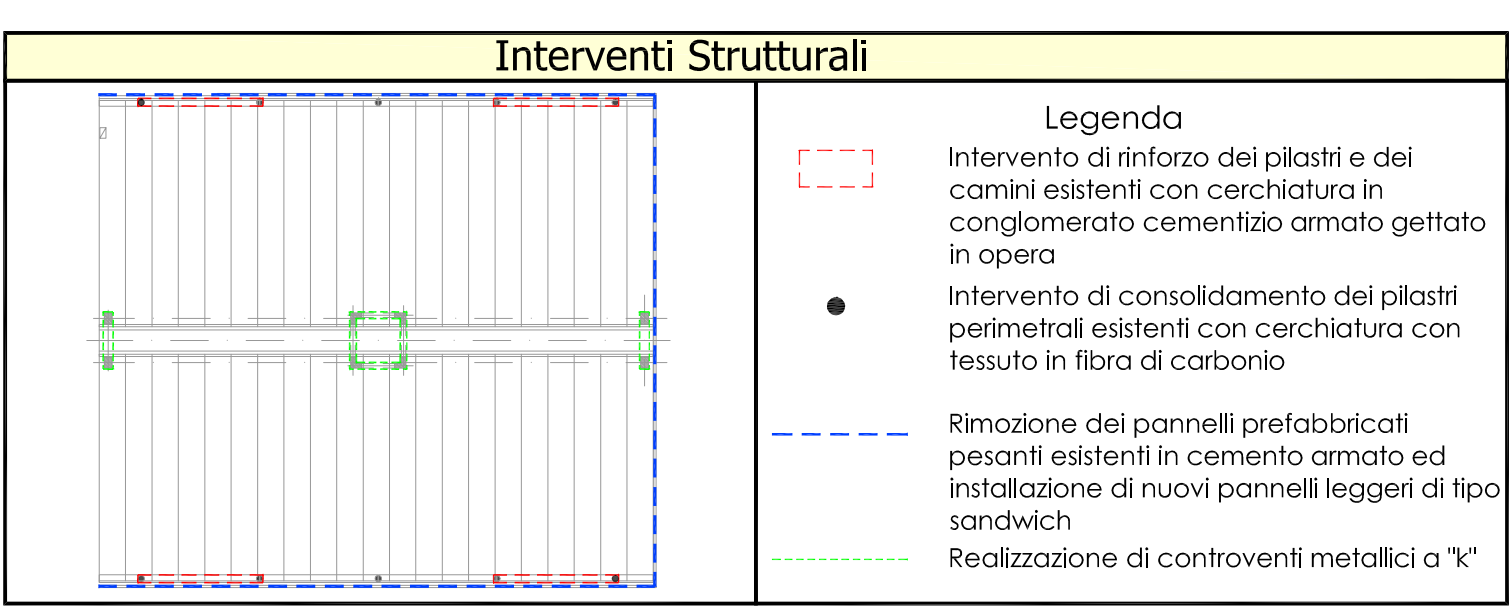 Interventi Strutturali
Legenda
Intervento di rinforzo dei pilastri e dei
camini esistenti con cerchiatura in
conglomerato cementizio armato gettato
in opera
Intervento di consolidamento dei pilastri
perimetrali esistenti con cerchiatura con
tessuto in fibra di carbonio
Rimozione dei pannelli prefabbricati
pesanti esistenti in cemento armato ed
installazione di nuovi pannelli leggeri di tipo
sandwich
Realizzazione di controventi metallici a "k"